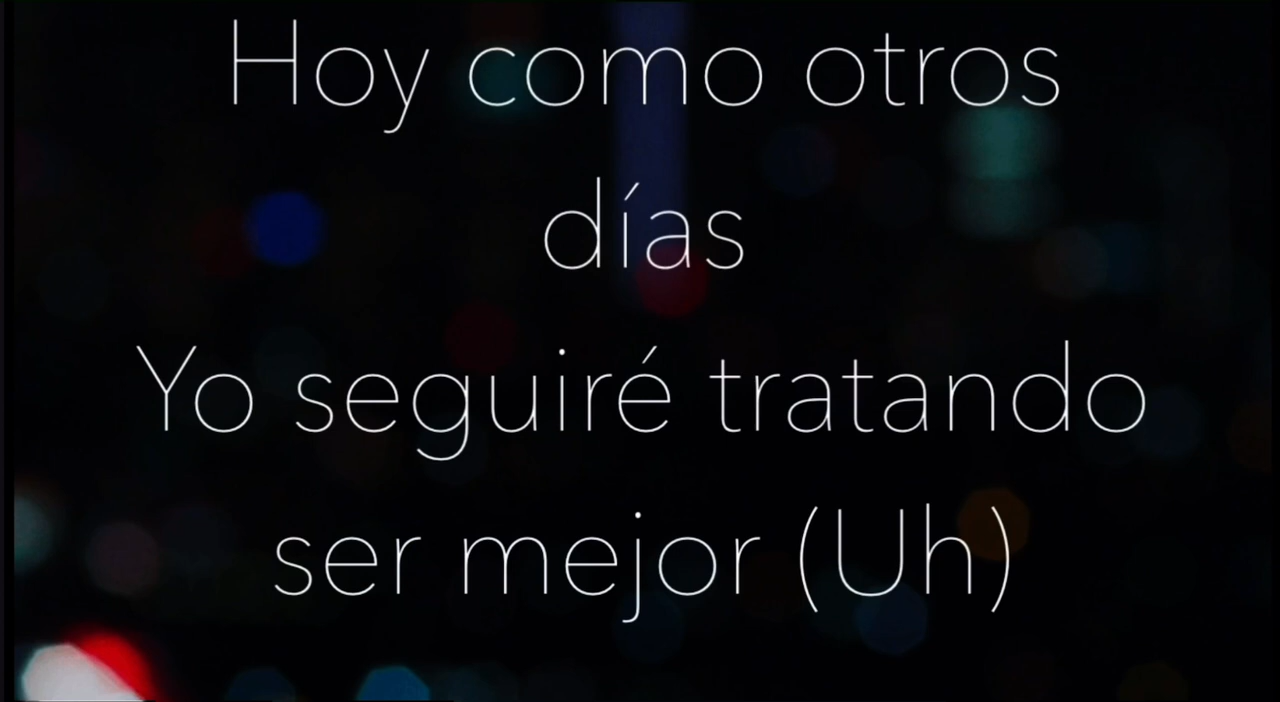 Hoy como otros
días
Yo seguiré tratando
ser mejor (Uh)